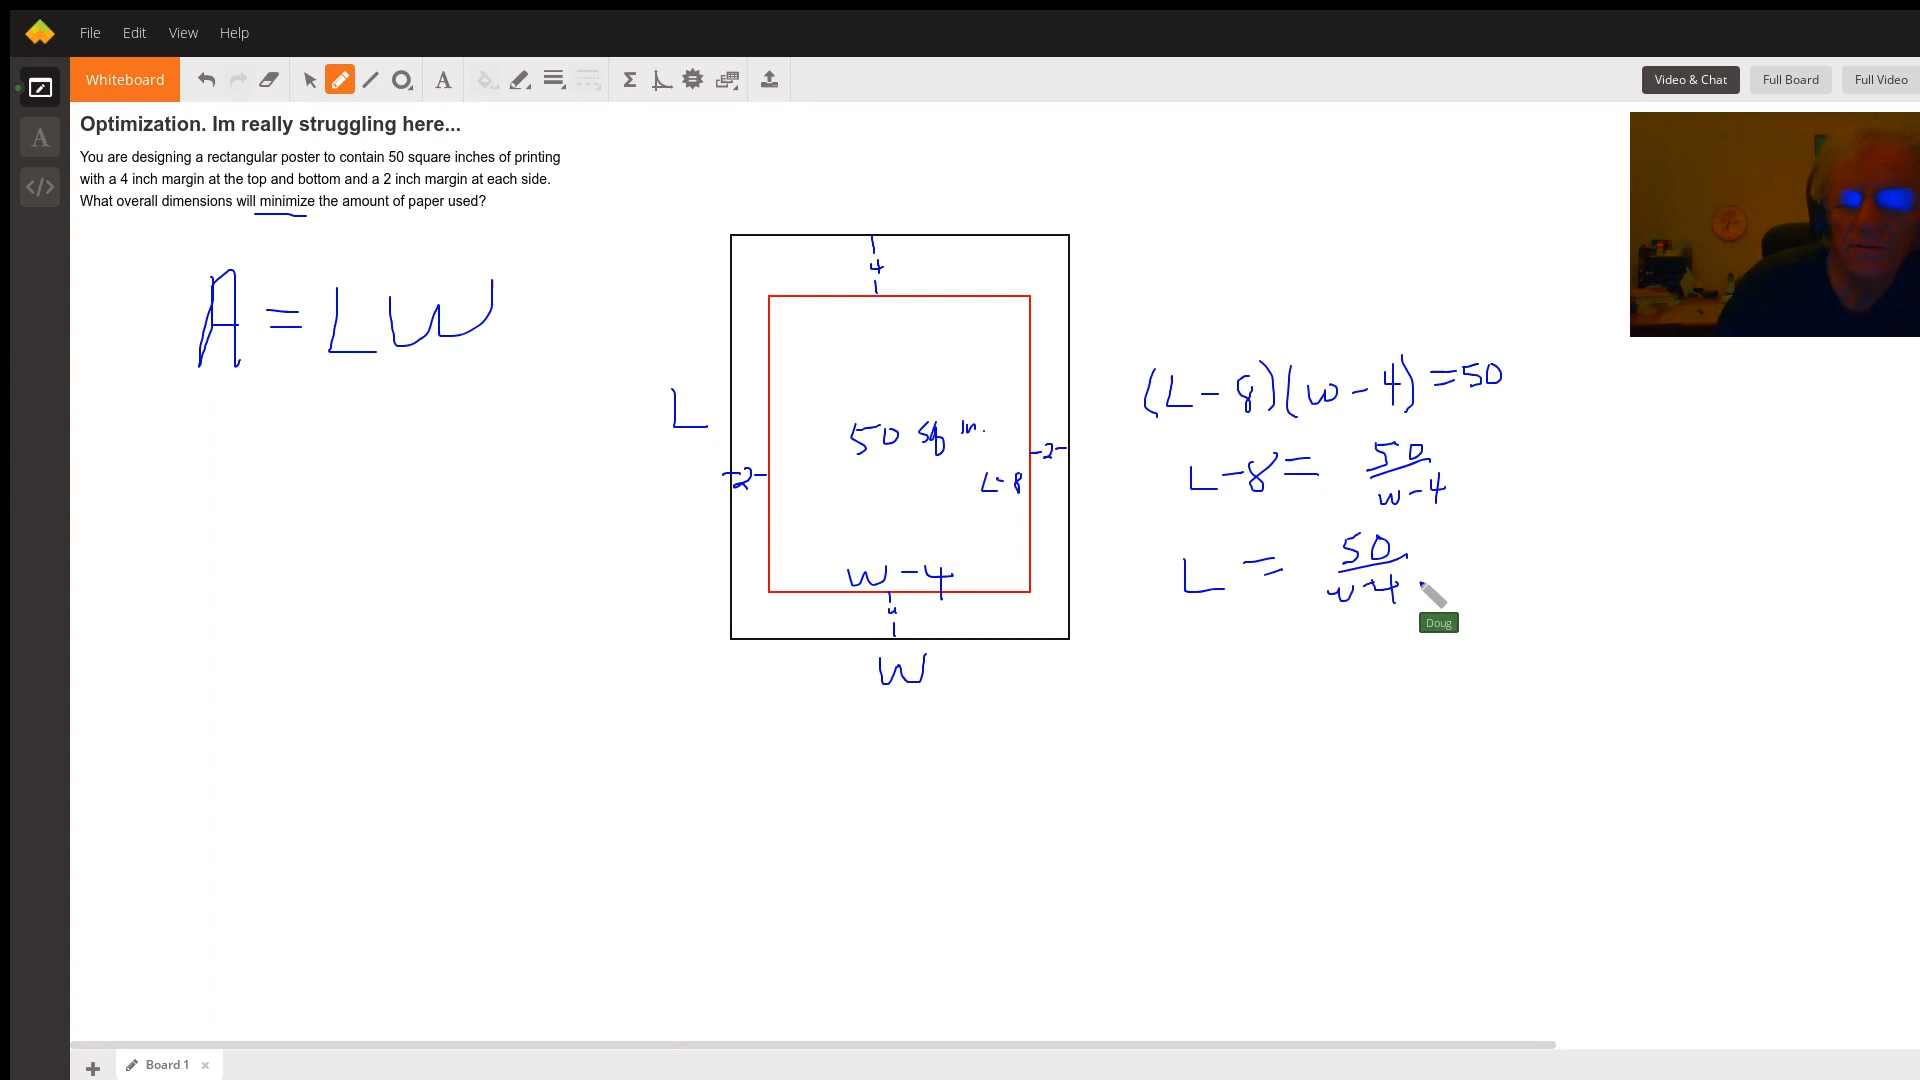 File Edit View Help
Whiteboard
Video & Chat Full Board Full Video
Optimization. Im really struggling here...
You are designing a rectangular poster to contain 50 square inches of printing
with a 4 inch margin at the top and bottom and a 2 inch margin at each side.
What overall dimensions will minimize the amount of paper used?
A = LW
4
L
50 sq in.
-2-
-2-
L-8
W-4
4
W
(L-8)(w-4)=50
L-8= 50
w-4
L = 50
w-4
Doug
Board 1